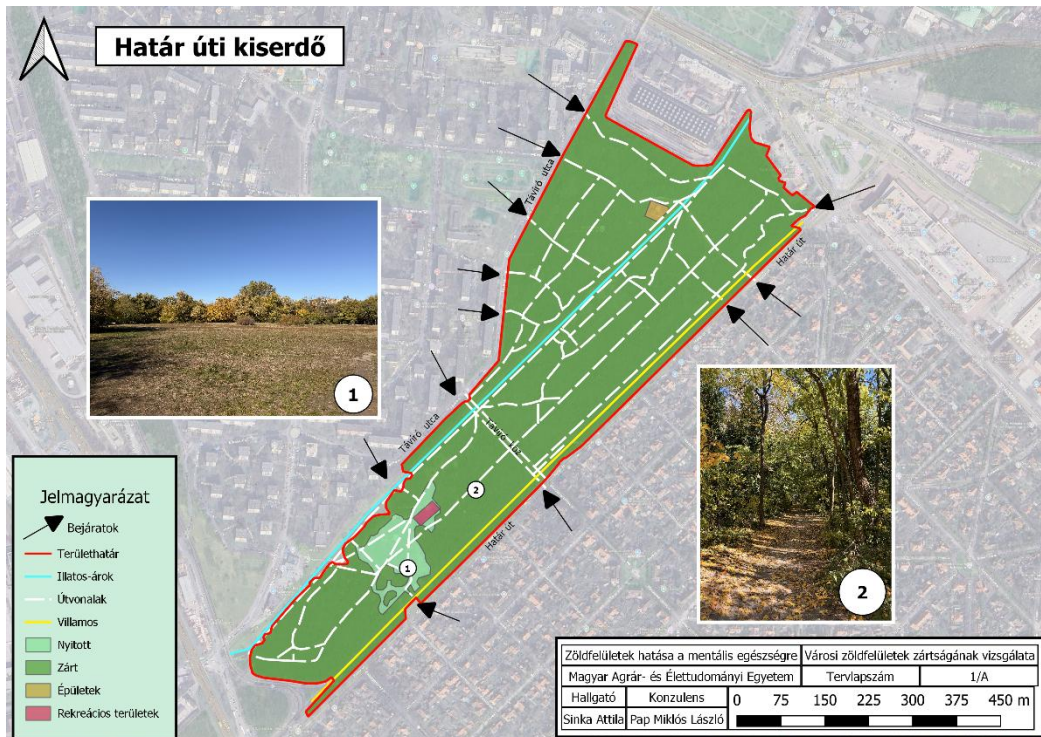 Határ úti kiserdő
Távíró utca
Határ út
1
Távíró utca
2
Határ út
1
2
Jelmagyarázat
Bejáratok
Területhatár
Illatos-árok
Útvonalak
Villamos
Nyitott
Zárt
Épületek
Rekreációs területek
Zöldfelületek hatása a mentális egészségre Városi zöldfelületek zártságának vizsgálata
Magyar Agrár- és Élettudományi Egyetem Tervlapszám 1/A
Hallgató Konzulens
Sinka Attila Pap Miklós László
0 75 150 225 300 375 450 m